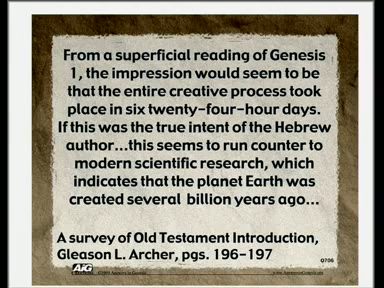 From a superficial reading of Genesis
1, the impression would seem to be
that the entire creative process took
place in six twenty-four-hour days.
If this was the true intent of the Hebrew
author...this seems to run counter to
modern scientific research, which
indicates that the planet Earth was
created several billion years ago...
A survey of Old Testament Introduction,
Gleason L. Archer, pgs. 196-197
0706
AiG